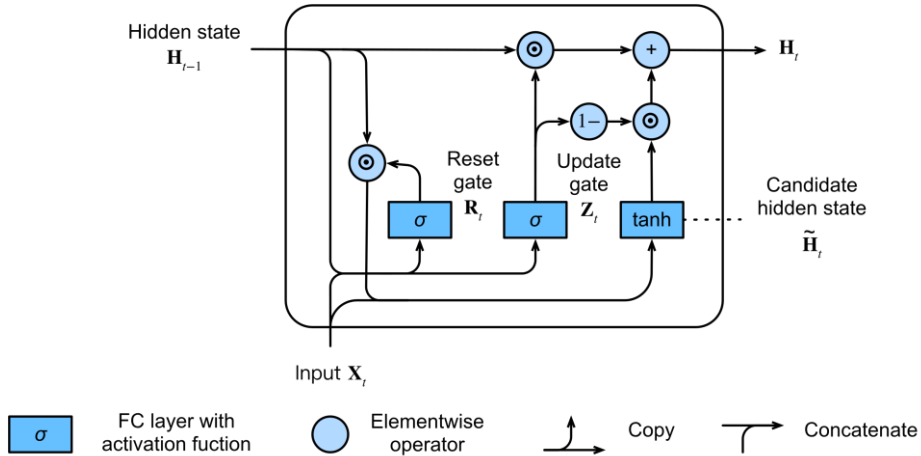 Hidden state
H_{t−1}
⊙
+
H_t
1−
⊙
⊙
Reset
gate
R_t
Update
gate
Z_t
σ
σ
tanh
Candidate
hidden state
H̃_t
Input X_t
σ
FC layer with
activation fuction
Elementwise
operator
Copy
Concatenate